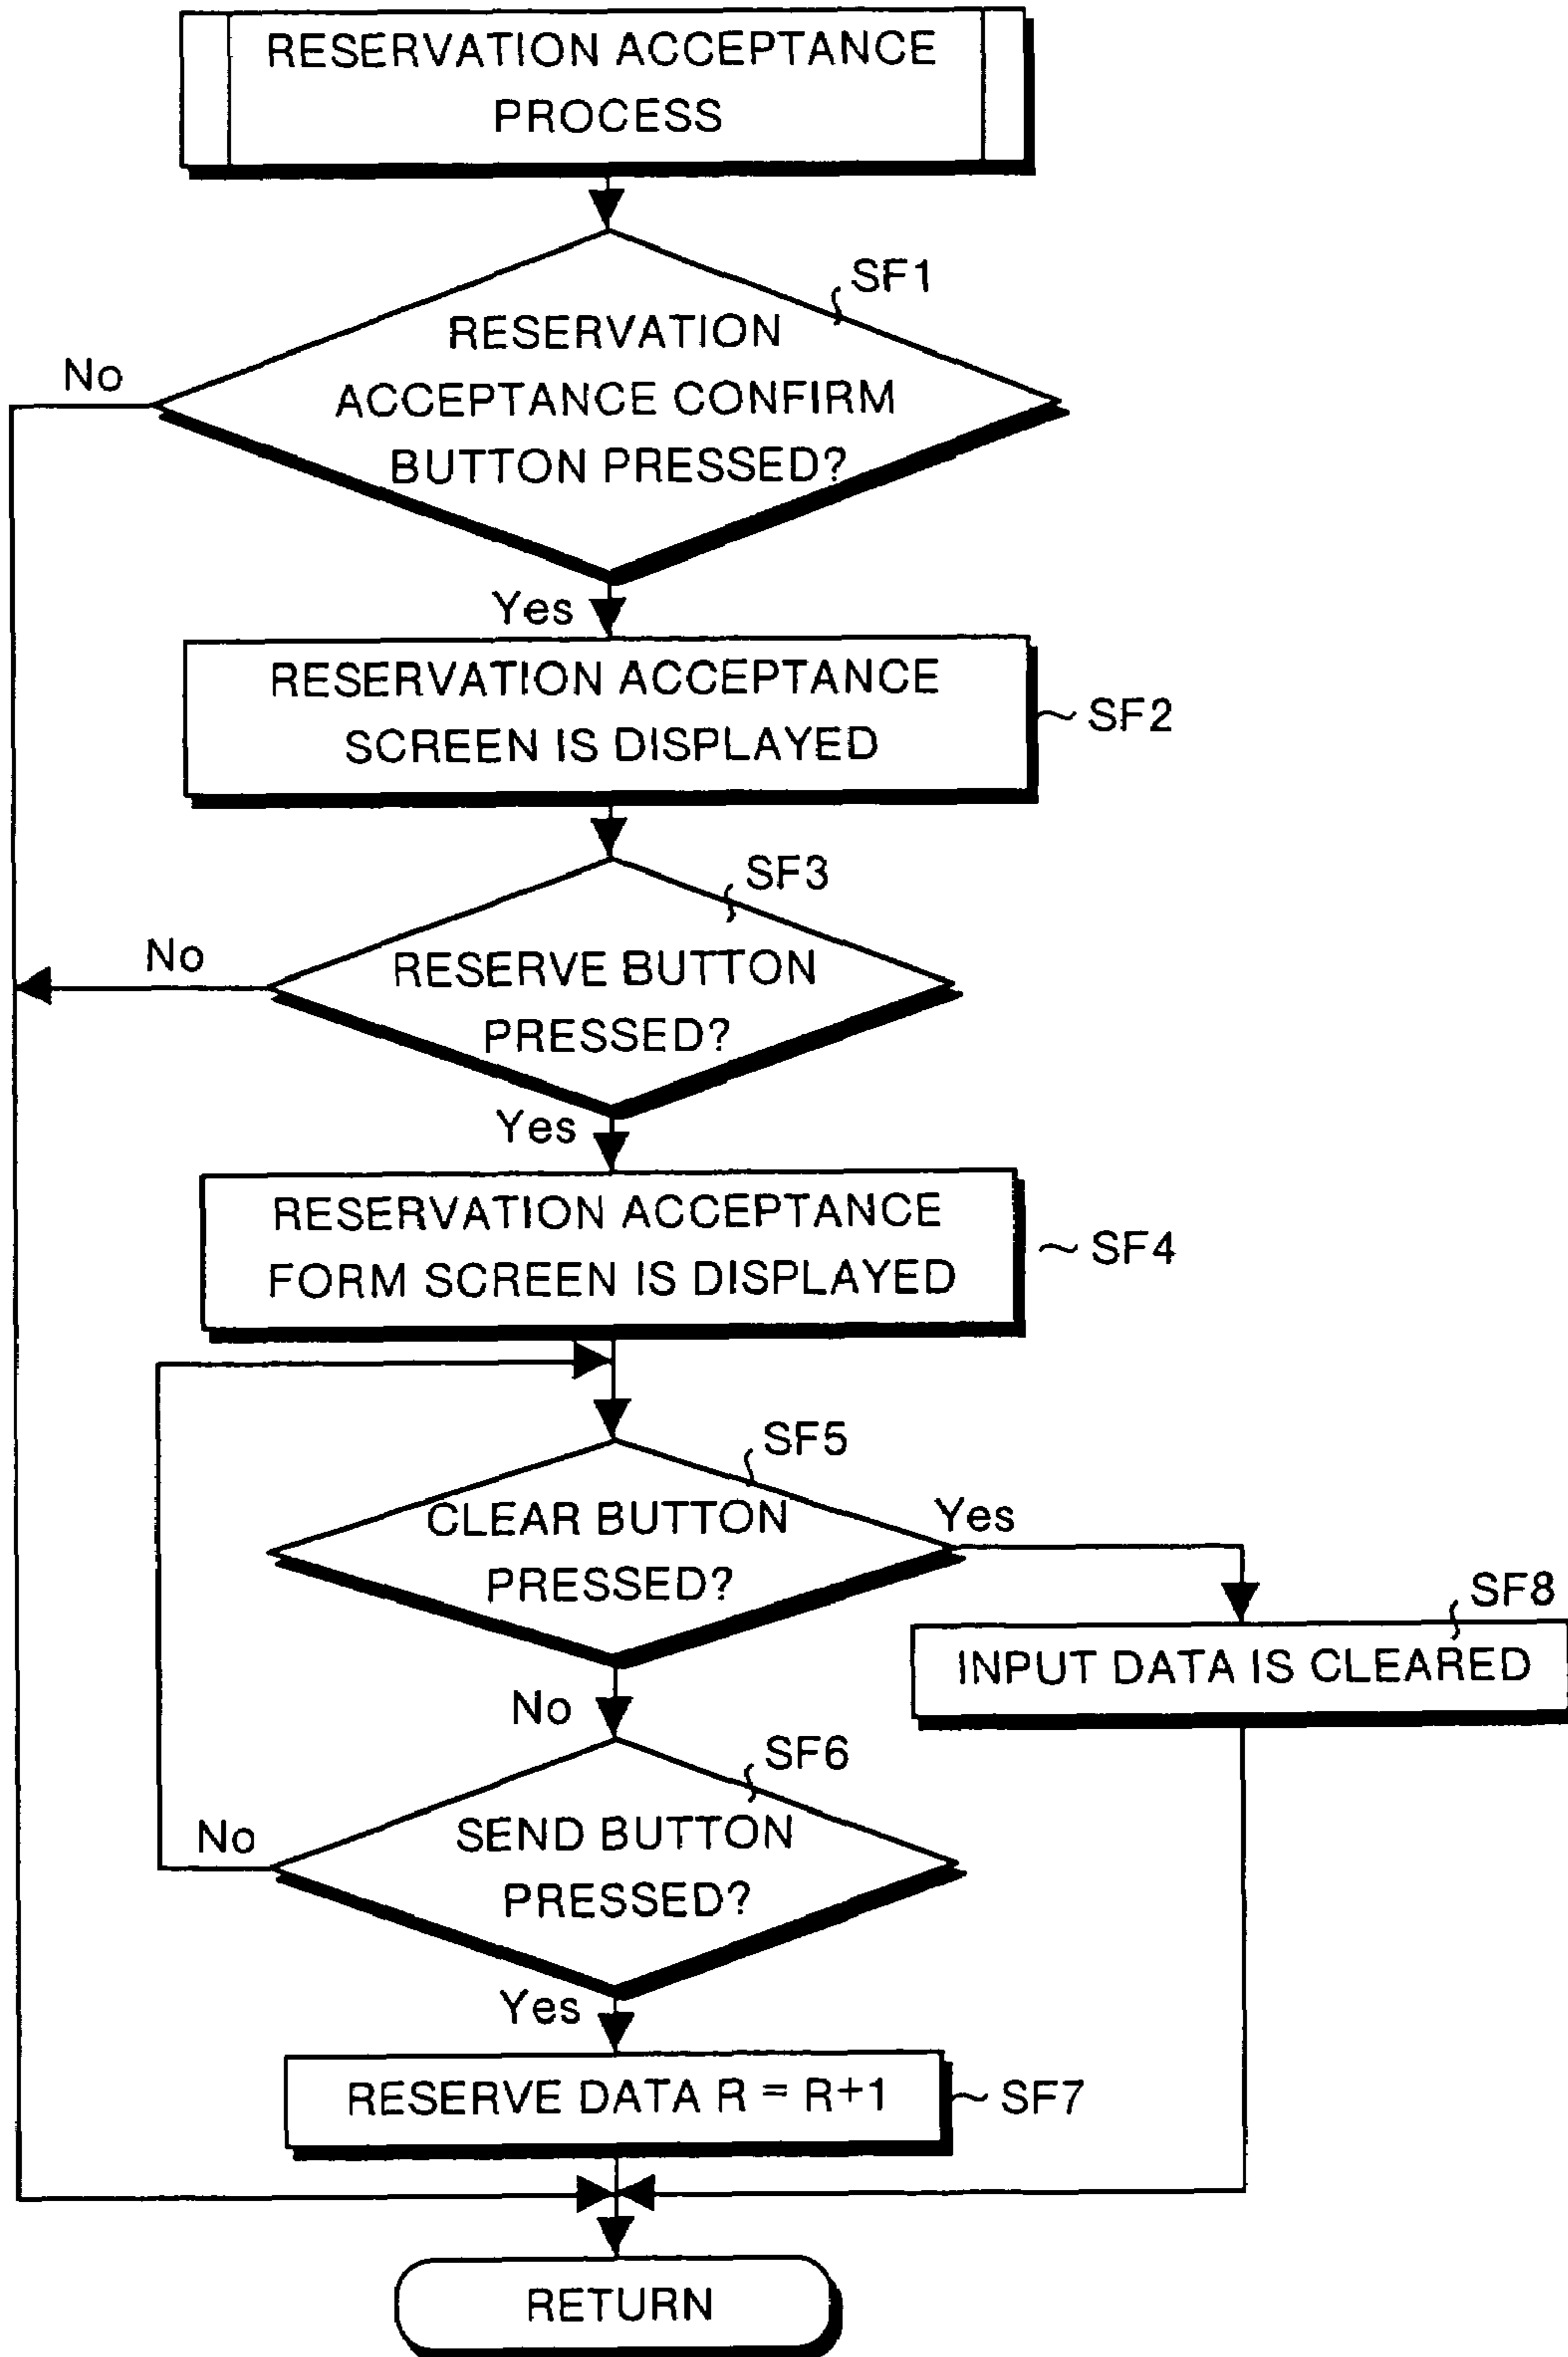 RESERVATION ACCEPTANCE
PROCESS
SF1
RESERVATION
ACCEPTANCE CONFIRM
BUTTON PRESSED?
No
Yes
RESERVATION ACCEPTANCE
SCREEN IS DISPLAYED
SF2
SF3
RESERVE BUTTON
PRESSED?
No
Yes
RESERVATION ACCEPTANCE
FORM SCREEN IS DISPLAYED
SF4
SF5
CLEAR BUTTON
PRESSED?
Yes
No
SF8
INPUT DATA IS CLEARED
SF6
SEND BUTTON
PRESSED?
No
Yes
RESERVE DATA R = R+1
SF7
RETURN